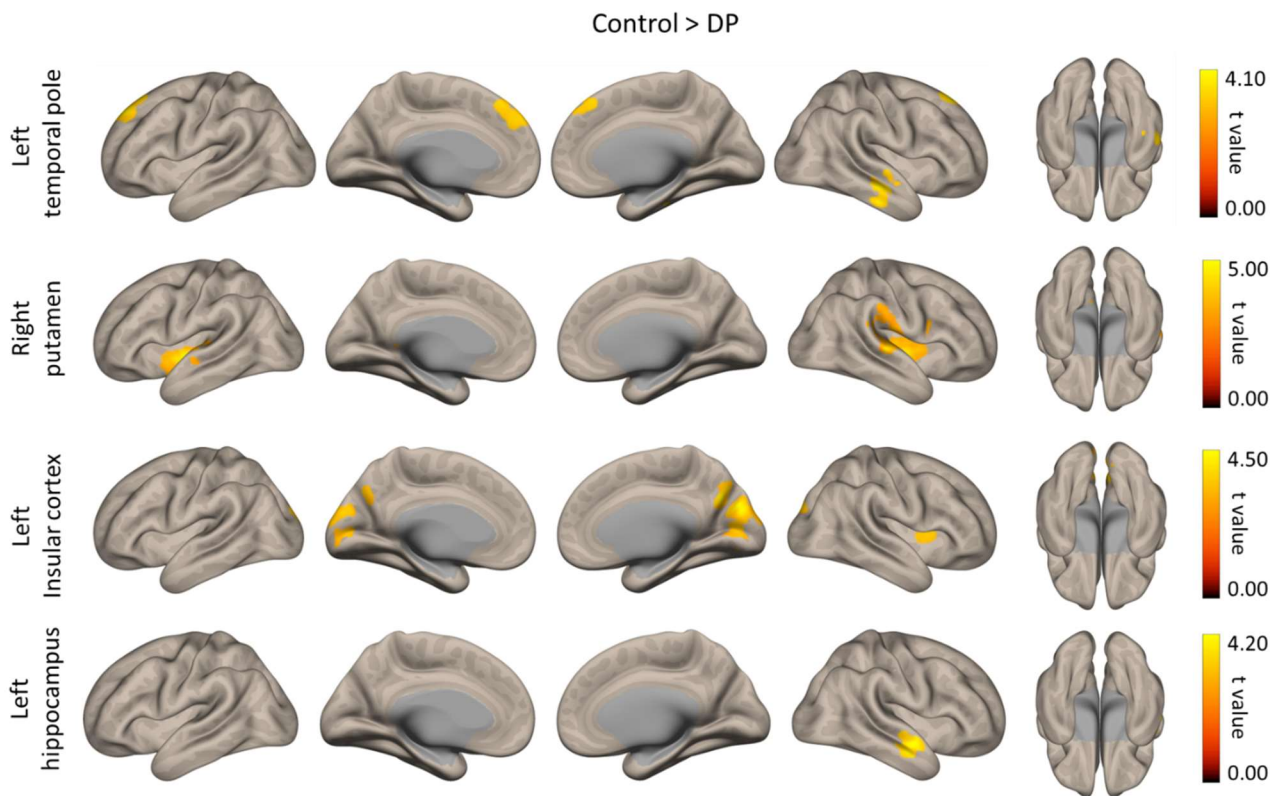 Control > DP
Left
temporal pole
4.10
t value
0.00
Right
putamen
5.00
t value
0.00
Left
Insular cortex
4.50
t value
0.00
Left
hippocampus
4.20
t value
0.00